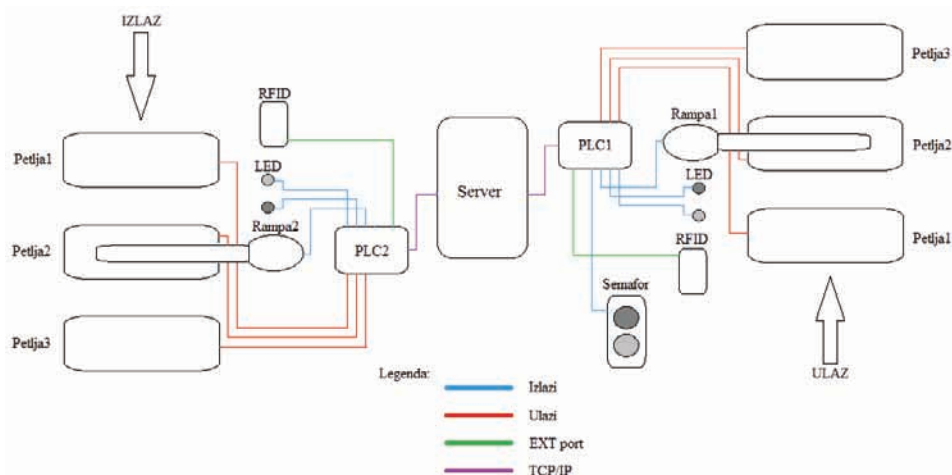 IZLAZ
Petlja3
RFID
Rampa1
Petlja1
PLC1
Petlja2
LED
Server
LED
Rampa2
Petlja1
RFID
Petlja2
PLC2
Semafor
Petlja3
Legenda:
ULAZ
Izlazi
Ulazi
EXT port
TCP/IP